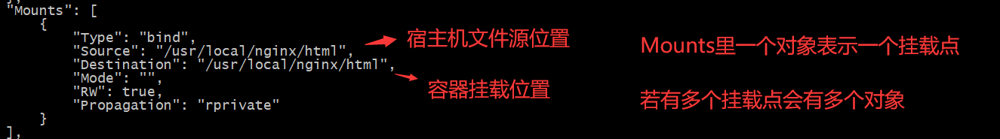 "Mounts": [
{
"Type": "bind",
"Source": "/usr/local/nginx/html",
宿主机文件源位置
"Destination": "/usr/local/nginx/html",
"Mode": "",
容器挂载位置
"RW": true,
"Propagation": "rprivate"
}
],
Mounts里一个对象表示一个挂载点
若有多个挂载点会有多个对象